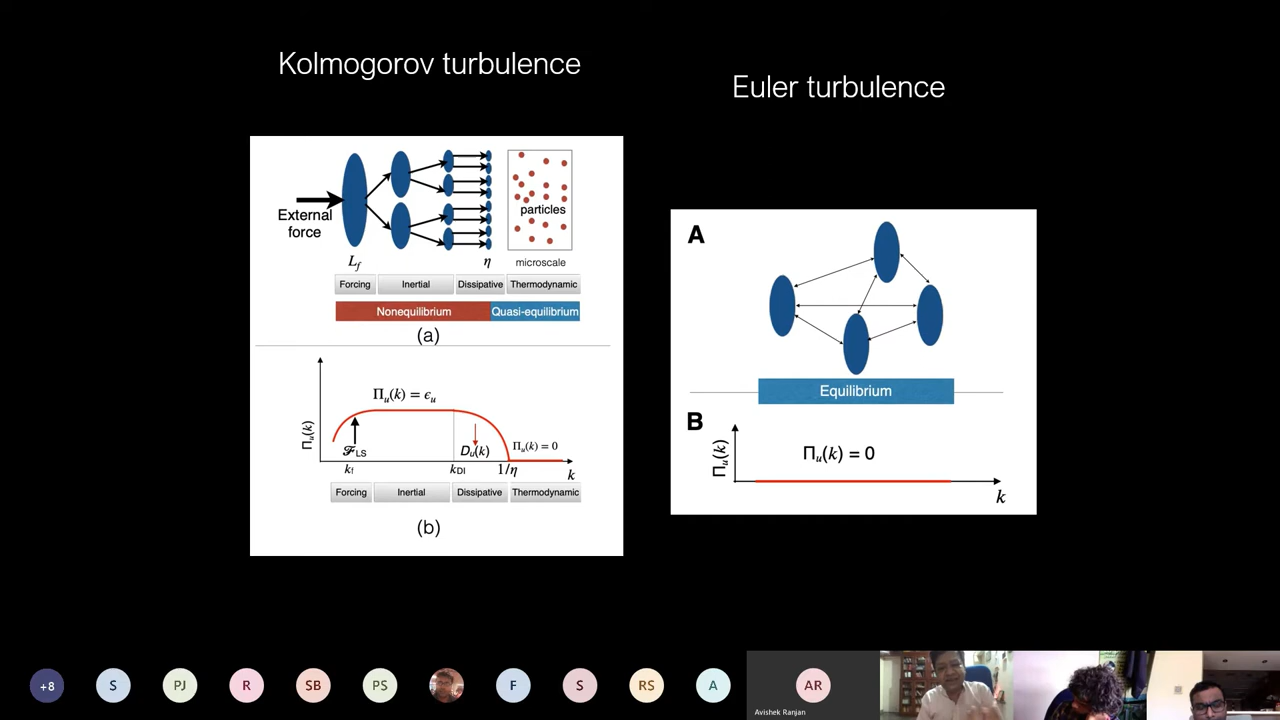 Kolmogorov turbulence
Euler turbulence
External
force
particles
L_f
η
microscale
Forcing
Inertial
Dissipative
Thermodynamic
Nonequilibrium
Quasi-equilibrium
(a)
Π_u(k)
Π_u(k) = ϵ_u
ℱ_LS
D_u(k)
Π_u(k) = 0
k_f
k_DI
1/η
k
Forcing
Inertial
Dissipative
Thermodynamic
(b)
A
Equilibrium
B
Π_u(k)
Π_u(k) = 0
k
+8
S
PJ
R
SB
PS
F
S
RS
A
AR
Avishek Ranjan